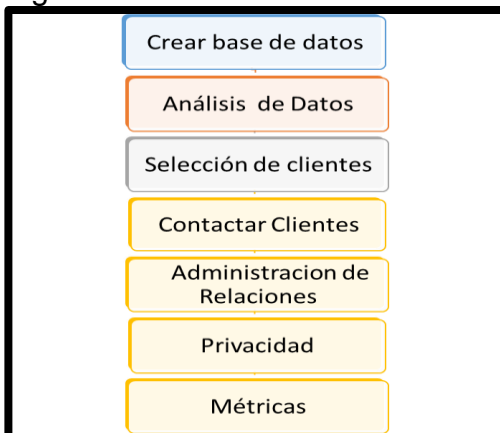 Crear base de datos
Análisis de Datos
Selección de clientes
Contactar Clientes
Administracion de
Relaciones
Privacidad
Métricas